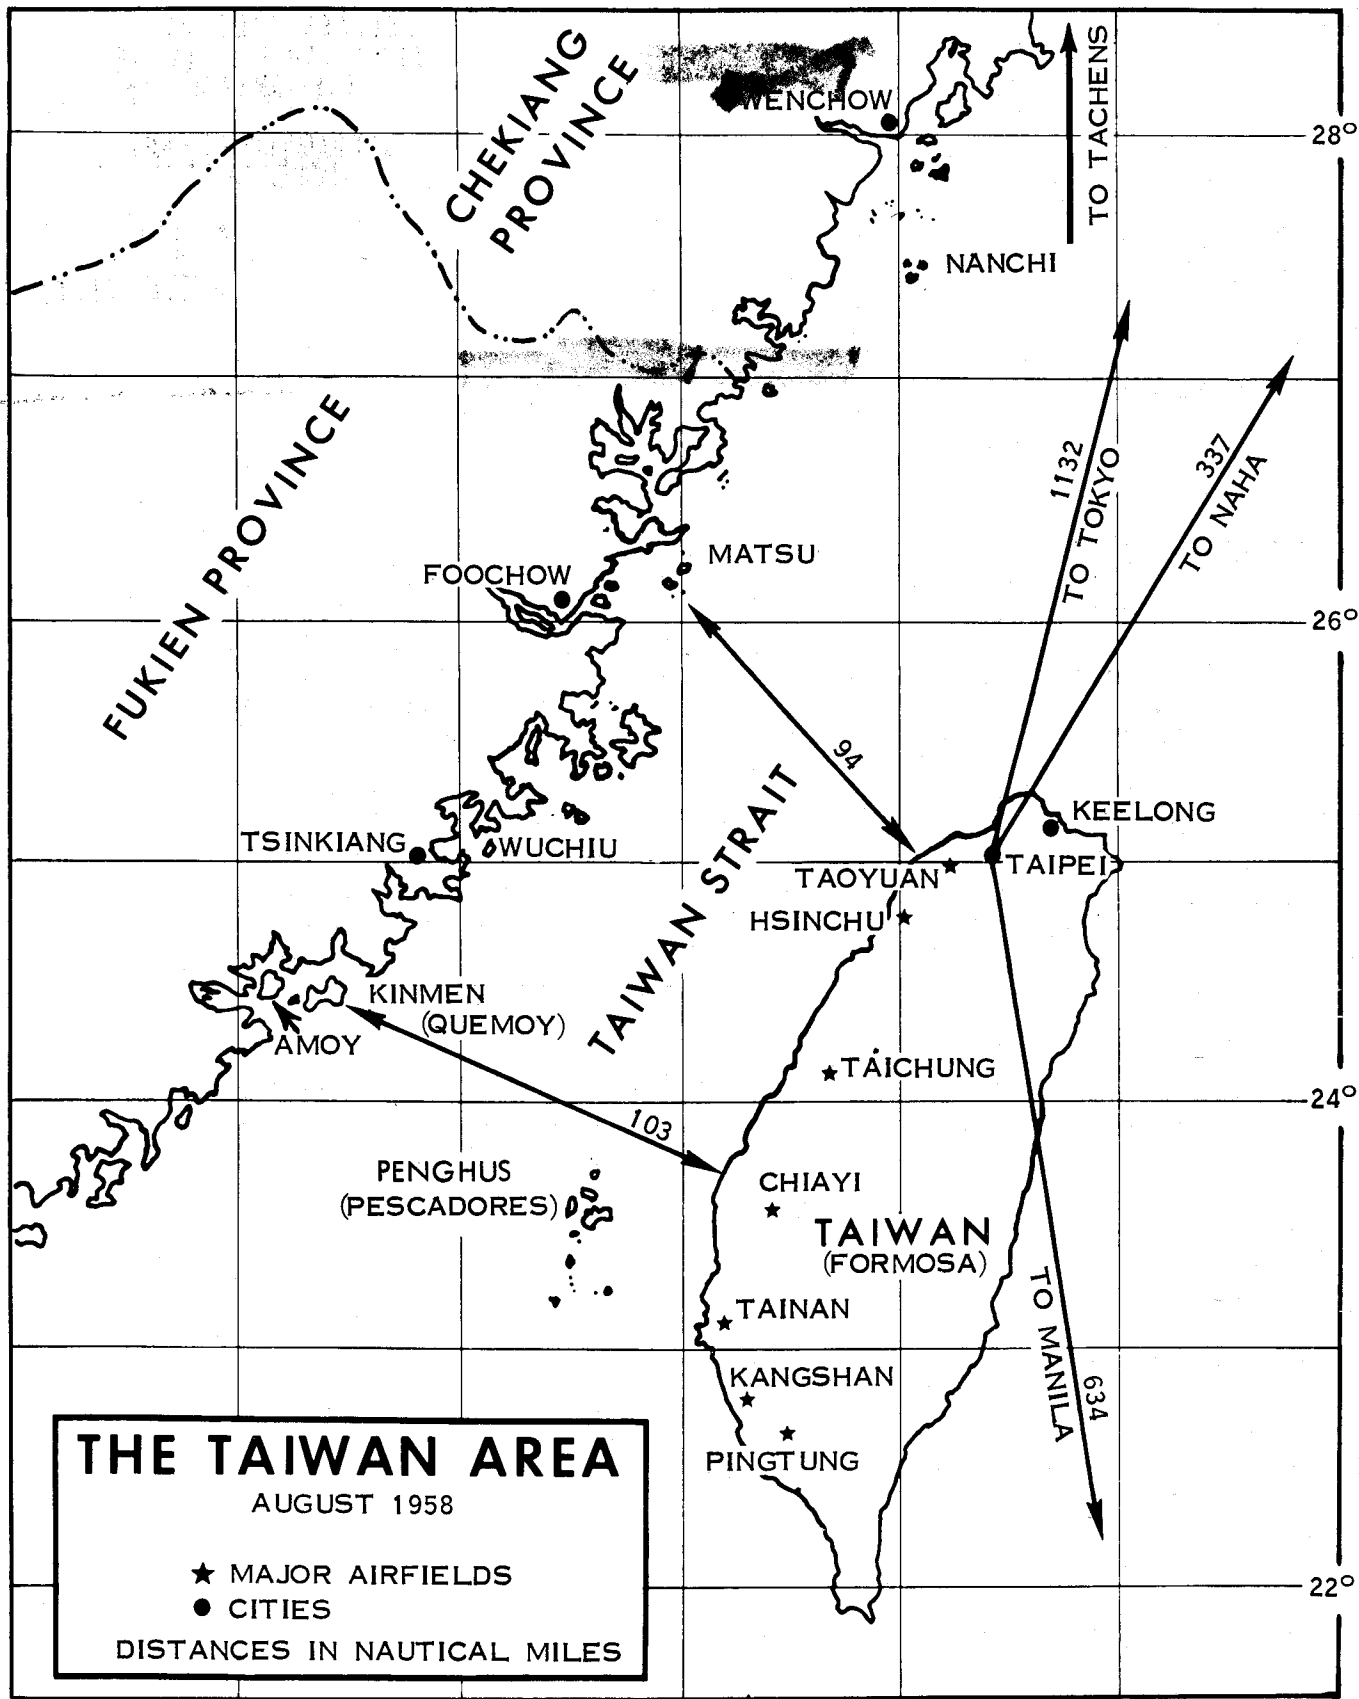 CHEKIANG
PROVINCE
WENCHOW
TO TACHENS
28°
NANCHI
FUKIEN PROVINCE
1132
TO TOKYO
337
TO NAHA
MATSU
FOOCHOW
26°
94
TAIWAN STRAIT
KEELONG
TSINKIANG
WUCHIU
TAIPEI
TAOYUAN
HSINCHU
KINMEN
(QUEMOY)
AMOY
TAICHUNG
24°
103
PENGHUS
(PESCADORES)
CHIAYI
TAIWAN
(FORMOSA)
TO MANILA
634
TAINAN
KANGSHAN
PINGTUNG
THE TAIWAN AREA
AUGUST 1958
★ MAJOR AIRFIELDS
● CITIES
DISTANCES IN NAUTICAL MILES
22°